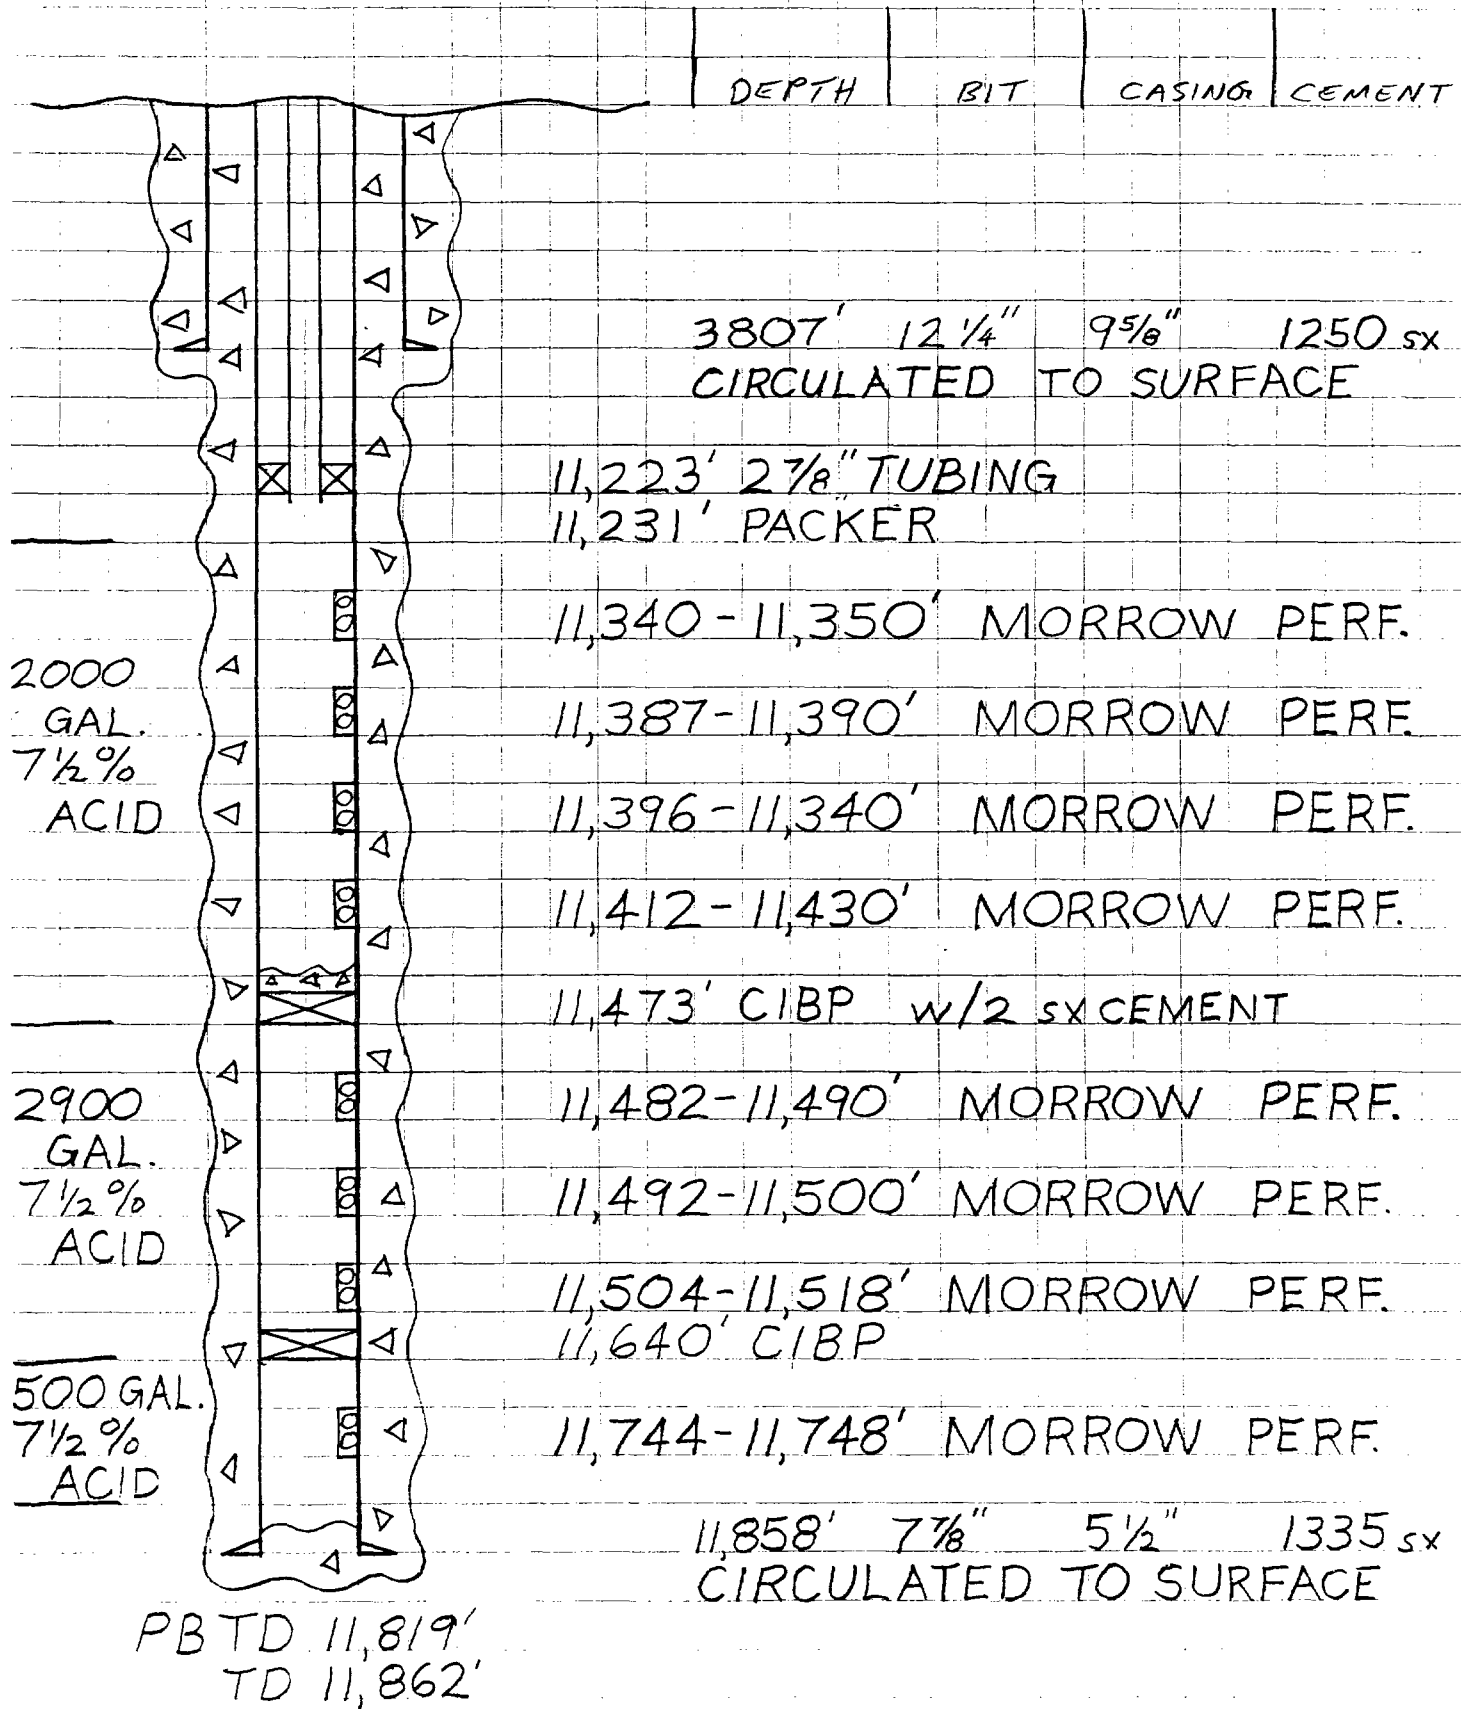 DEPTH BIT CASING CEMENT
3807' 12 1/4" 9 5/8" 1250 sx
CIRCULATED TO SURFACE
11,223' 2 7/8" TUBING
11,231' PACKER
11,340-11,350' MORROW PERF.
2000
GAL.
7 1/2 %
ACID
11,387-11,390' MORROW PERF.
11,396-11,340' MORROW PERF.
11,412-11,430' MORROW PERF.
11,473' CIBP w/2 sx CEMENT
2900
GAL.
7 1/2 %
ACID
11,482-11,490' MORROW PERF.
11,492-11,500' MORROW PERF.
11,504-11,518' MORROW PERF.
11,640' CIBP
500 GAL.
7 1/2 %
ACID
11,744-11,748' MORROW PERF.
11,858' 7 7/8" 5 1/2" 1335 sx
CIRCULATED TO SURFACE
PBTD 11,819'
TD 11,862'